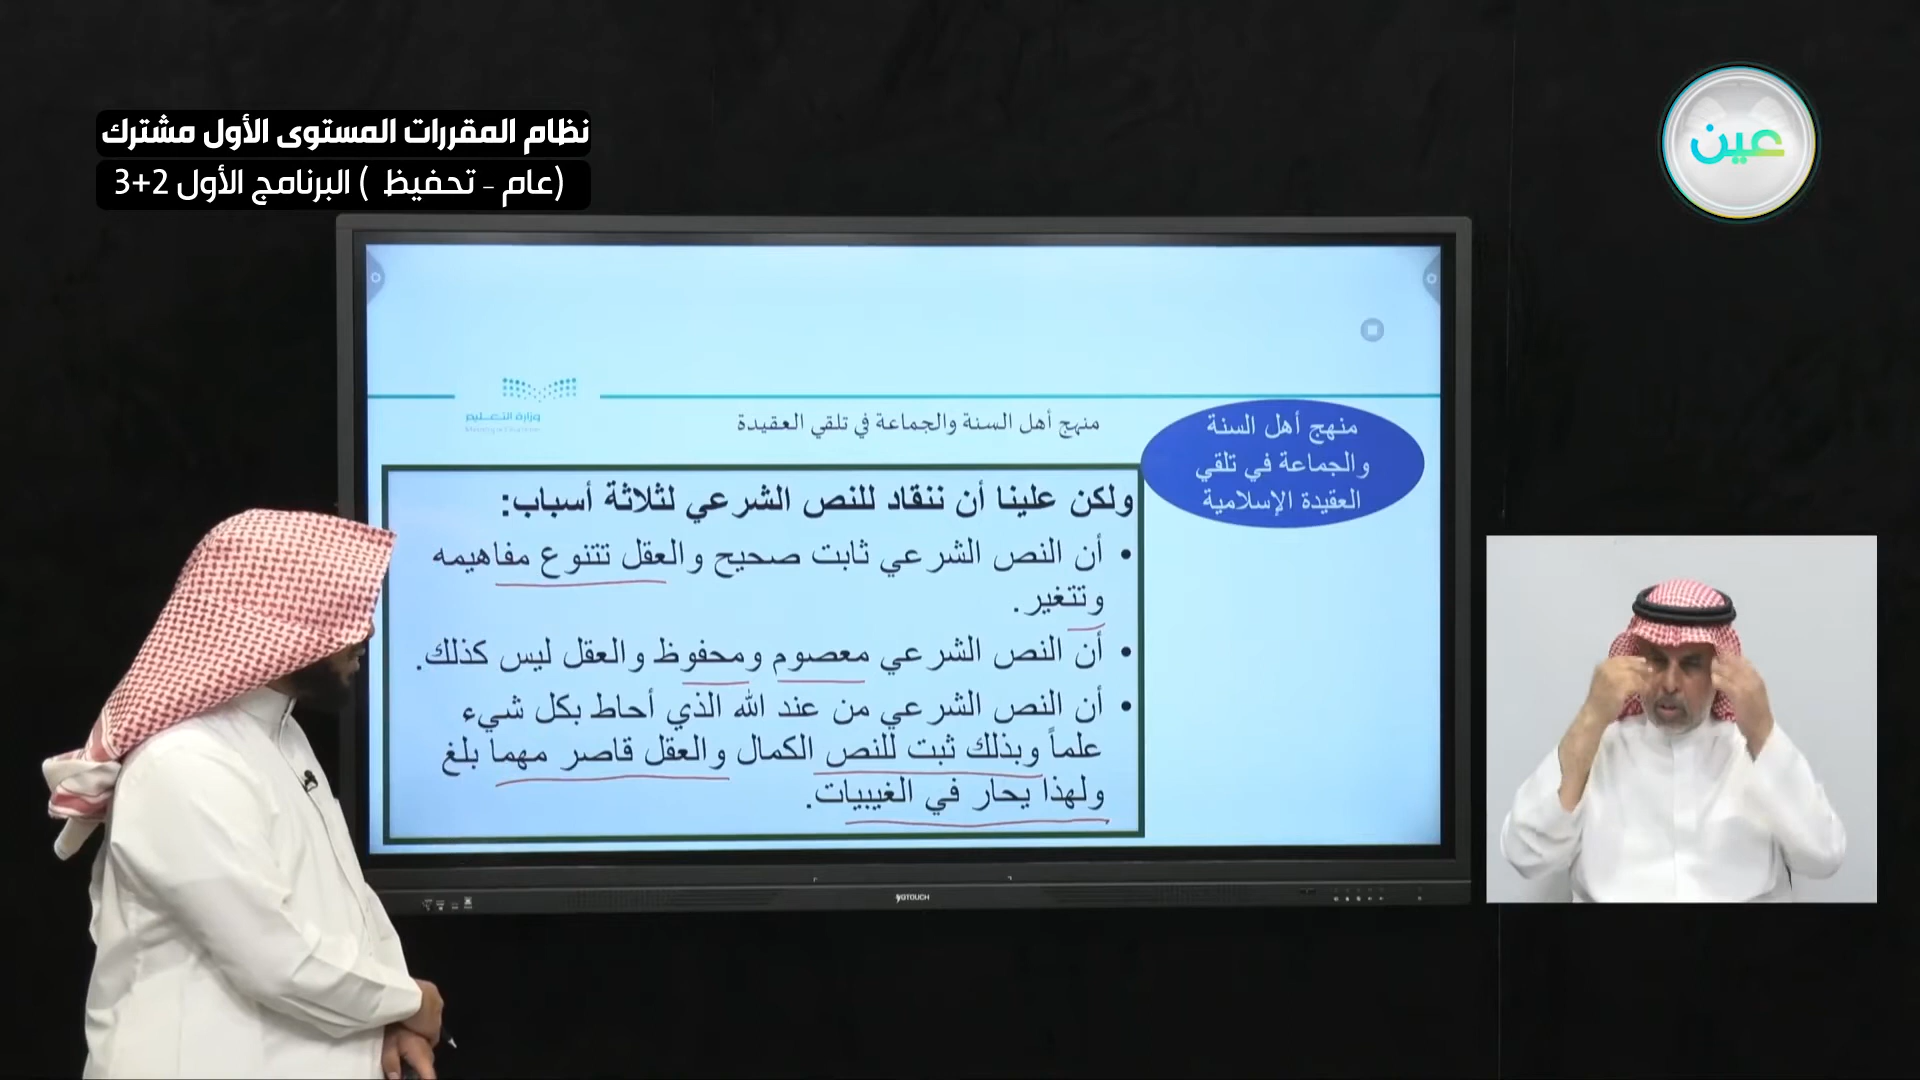 نظام المقررات المستوى الأول مشترك
(عام - تحفيظ ) البرنامج الأول 2+3
عين
وزارة التعليم
منهج أهل السنة والجماعة في تلقي العقيدة
منهج أهل السنة
والجماعة في تلقي
العقيدة الإسلامية
ولكن علينا أن ننقاد للنص الشرعي لثلاثة أسباب:
• أن النص الشرعي ثابت صحيح والعقل تتنوع مفاهيمه
وتتغير.
• أن النص الشرعي معصوم ومحفوظ والعقل ليس كذلك.
• أن النص الشرعي من عند الله الذي أحاط بكل شيء
علماً وبذلك ثبت للنص الكمال والعقل قاصر مهما بلغ
ولهذا يحار في الغيبيات.
YQTOUCH